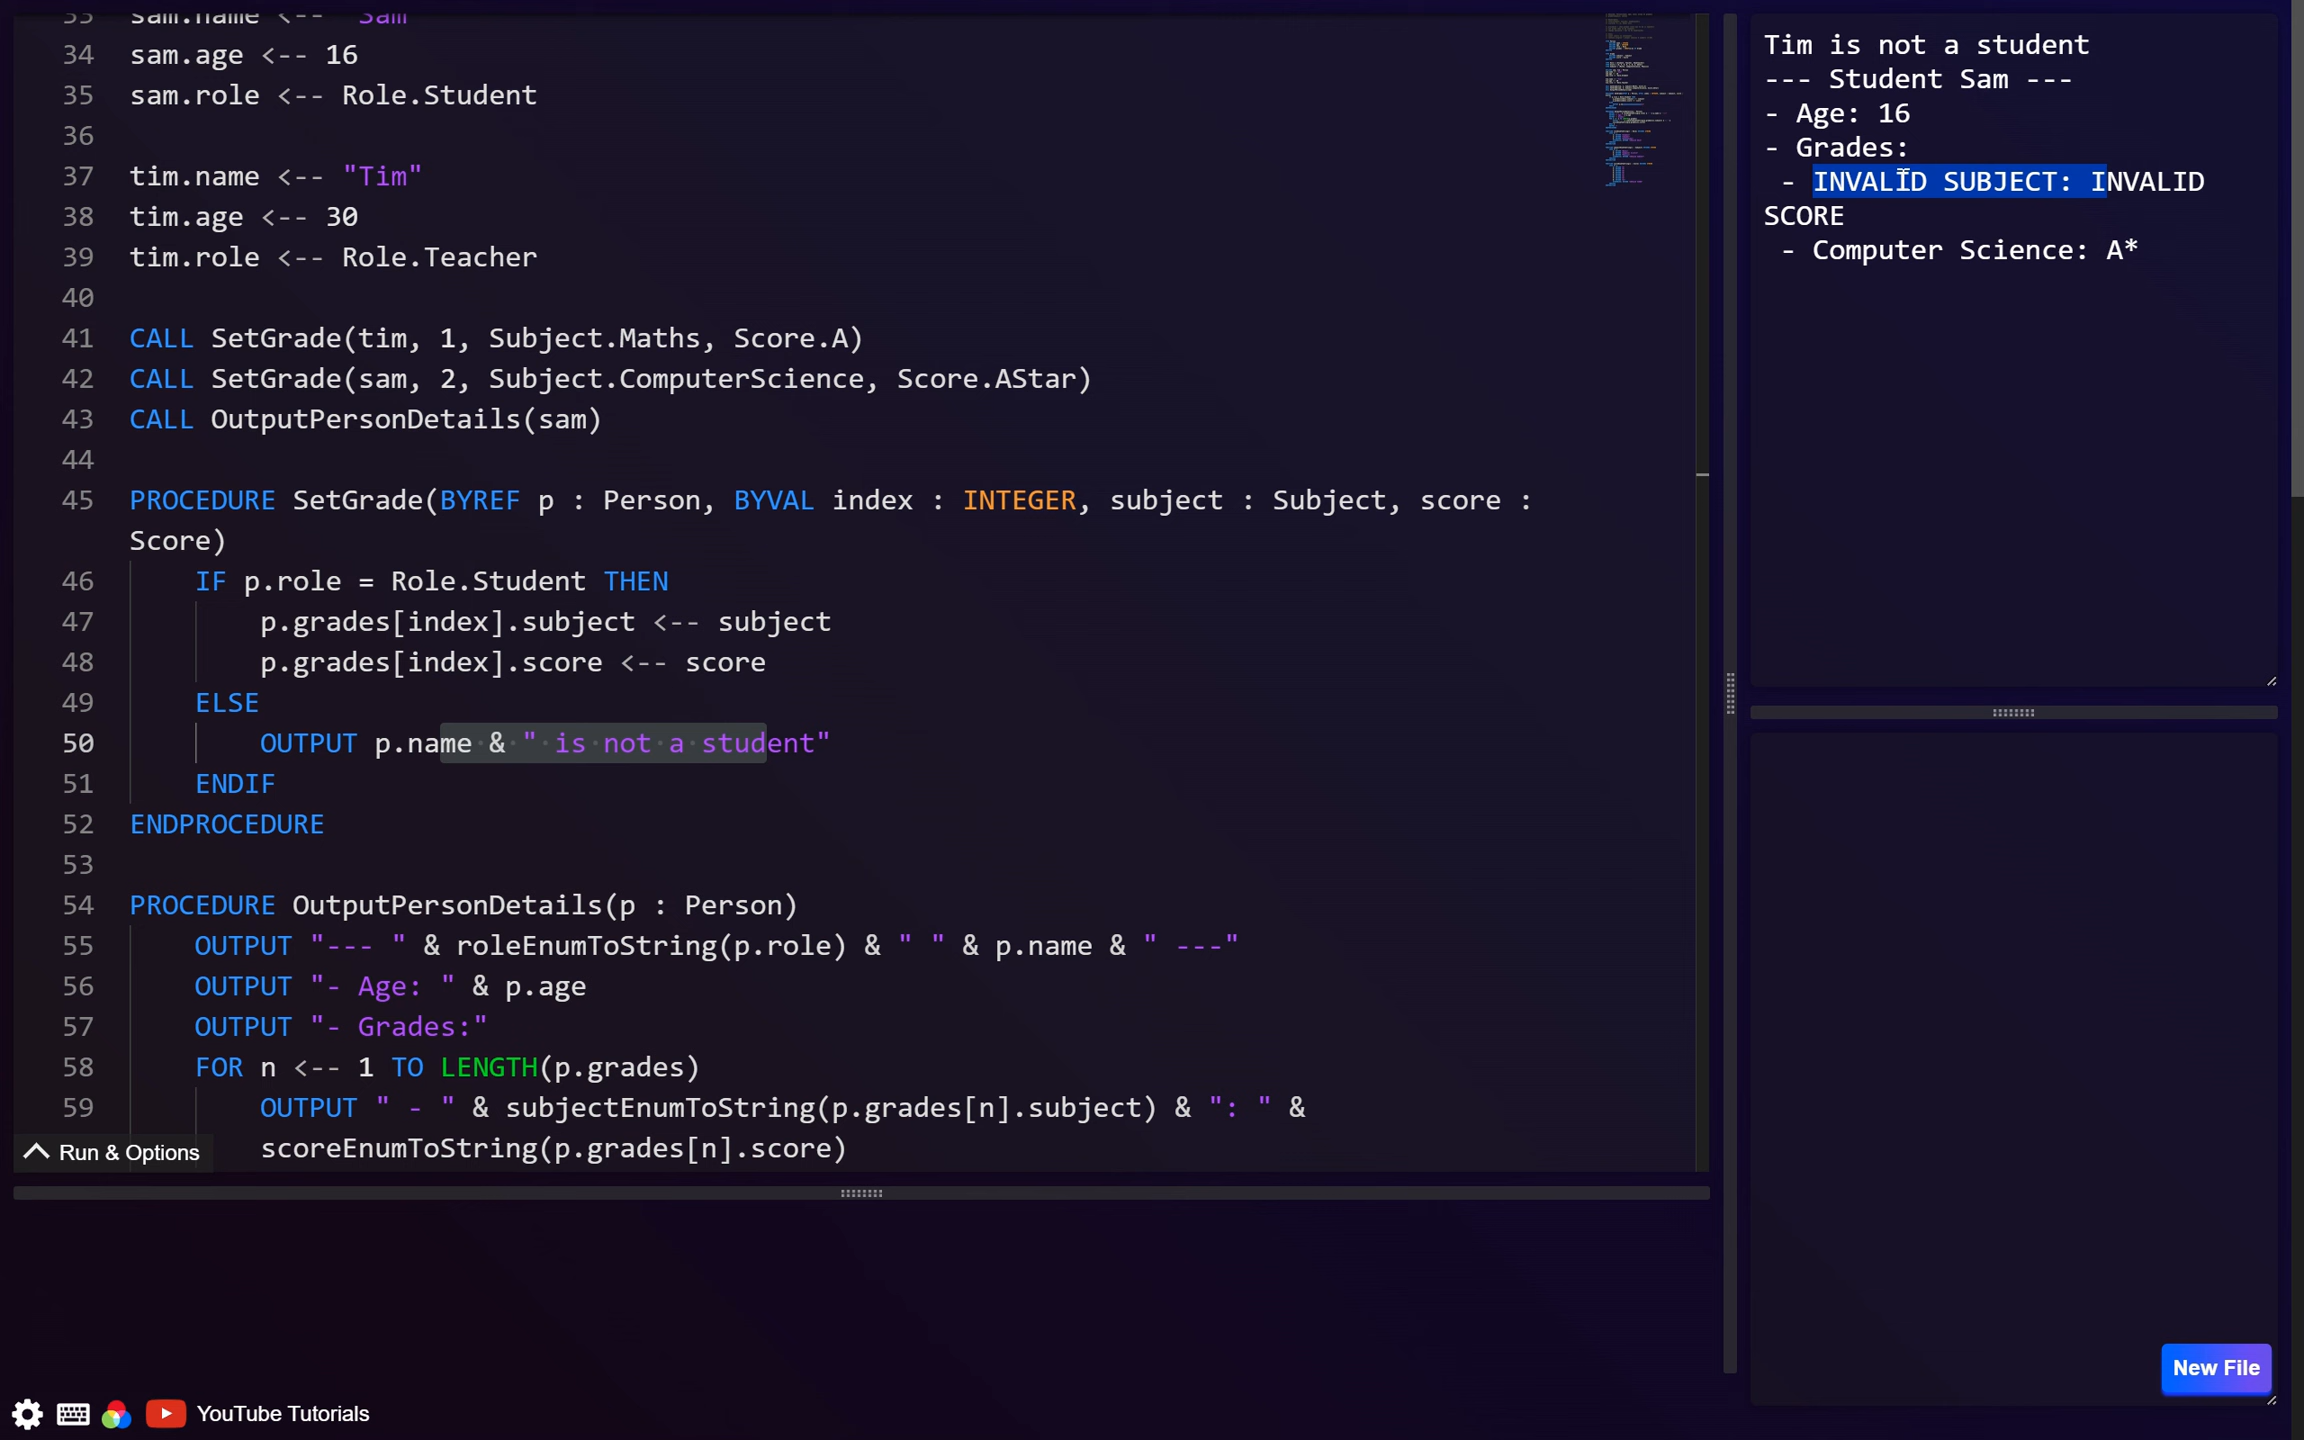 33 sam.name <-- "Sam"
34 sam.age <-- 16
35 sam.role <-- Role.Student
36
37 tim.name <-- "Tim"
38 tim.age <-- 30
39 tim.role <-- Role.Teacher
40
41 CALL SetGrade(tim, 1, Subject.Maths, Score.A)
42 CALL SetGrade(sam, 2, Subject.ComputerScience, Score.AStar)
43 CALL OutputPersonDetails(sam)
44
45 PROCEDURE SetGrade(BYREF p : Person, BYVAL index : INTEGER, subject : Subject, score :
Score)
46 IF p.role = Role.Student THEN
47 p.grades[index].subject <-- subject
48 p.grades[index].score <-- score
49 ELSE
50 OUTPUT p.name & " is not a student"
51 ENDIF
52 ENDPROCEDURE
53
54 PROCEDURE OutputPersonDetails(p : Person)
55 OUTPUT "--- " & roleEnumToString(p.role) & " " & p.name & " ---"
56 OUTPUT "- Age: " & p.age
57 OUTPUT "- Grades:"
58 FOR n <-- 1 TO LENGTH(p.grades)
59 OUTPUT " - " & subjectEnumToString(p.grades[n].subject) & ": " &
scoreEnumToString(p.grades[n].score)
Run & Options
Tim is not a student
--- Student Sam ---
- Age: 16
- Grades:
- INVALID SUBJECT: INVALID
SCORE
- Computer Science: A*
New File
YouTube Tutorials